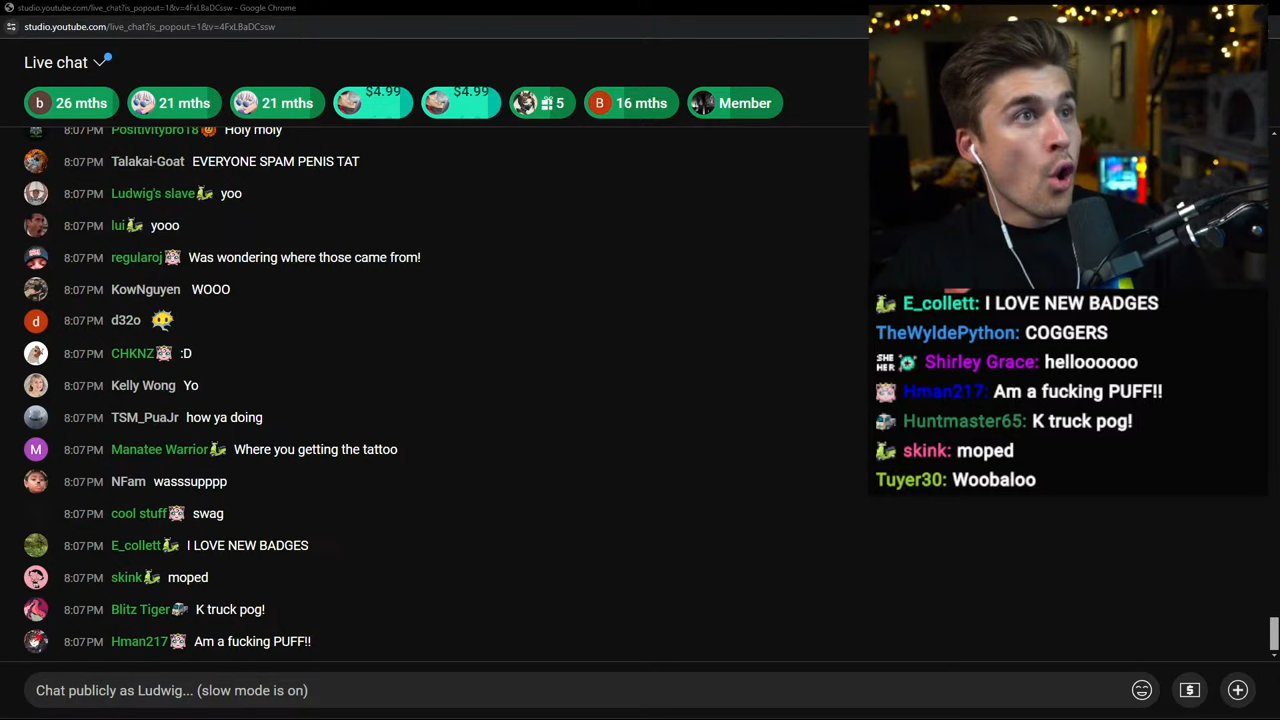 studio.youtube.com/live_chat?is_popout=1&v=4FxLBaDCssw - Google Chrome
studio.youtube.com/live_chat?is_popout=1&v=4FxLBaDCssw
Live chat
b 26 mths 21 mths 21 mths $4.99 $4.99 5 B 16 mths Member
Positivitybro18 Holy moly
8:07 PM Talakai-Goat EVERYONE SPAM PENIS TAT
8:07 PM Ludwig's slave yoo
8:07 PM lui yooo
8:07 PM regularoj Was wondering where those came from!
8:07 PM KowNguyen WOOO
d 8:07 PM d32o
8:07 PM CHKNZ :D
8:07 PM Kelly Wong Yo
8:07 PM TSM_PuaJr how ya doing
M 8:07 PM Manatee Warrior Where you getting the tattoo
8:07 PM NFam wasssupppp
8:07 PM cool stuff swag
8:07 PM E_collett I LOVE NEW BADGES
8:07 PM skink moped
8:07 PM Blitz Tiger K truck pog!
8:07 PM Hman217 Am a fucking PUFF!!
Chat publicly as Ludwig... (slow mode is on)
E_collett: I LOVE NEW BADGES
TheWyldePython: COGGERS
SHE HER Shirley Grace: helloooooo
Hman217: Am a fucking PUFF!!
Huntmaster65: K truck pog!
skink: moped
Tuyer30: Woobaloo